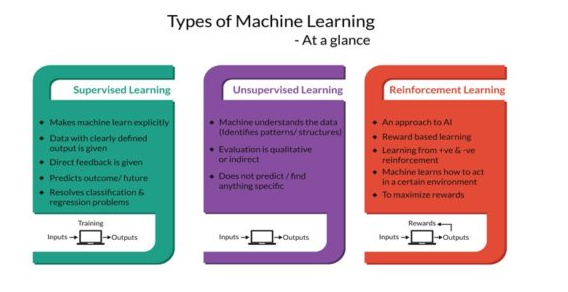 Types of Machine Learning
- At a glance
Supervised Learning
Makes machine learn explicitly
Data with clearly defined
output is given
Direct feedback is given
Predicts outcome/ future
Resolves classification &
regression problems
Training
Inputs
Outputs
Unsupervised Learning
Machine understands the data
(Identifies patterns/ structures)
Evaluation is qualitative
or indirect
Does not predict / find
anything specific
Inputs
Outputs
Reinforcement Learning
An approach to AI
Reward based learning
Learning from +ve & -ve
reinforcement
Machine learns how to act
in a certain environment
To maximize rewards
Rewards
Inputs
Outputs